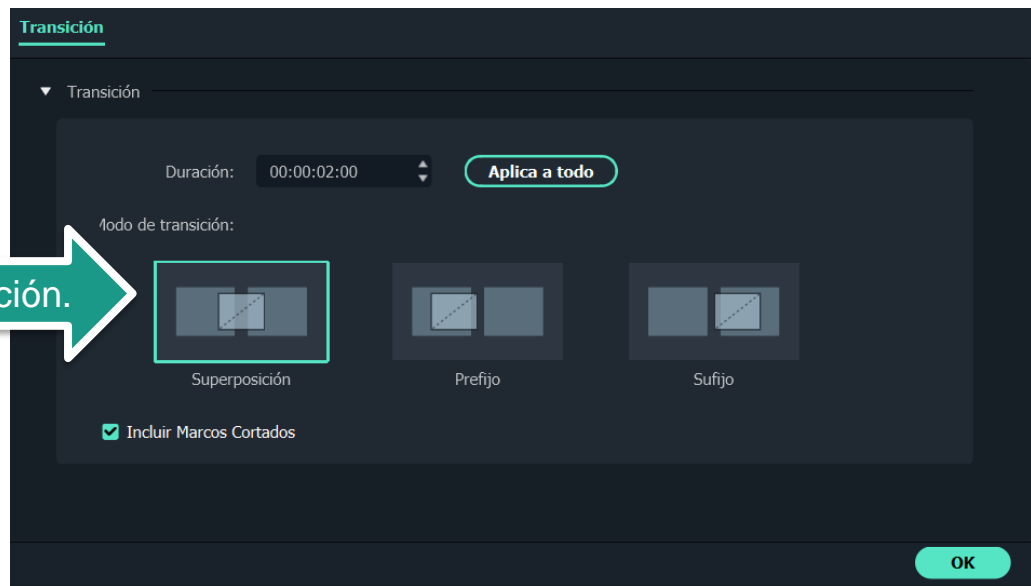 Transición
Transición
Duración: 00:00:02:00 Aplica a todo
de transición:
ción.
Superposición Prefijo Sufijo
Incluir Marcos Cortados
OK